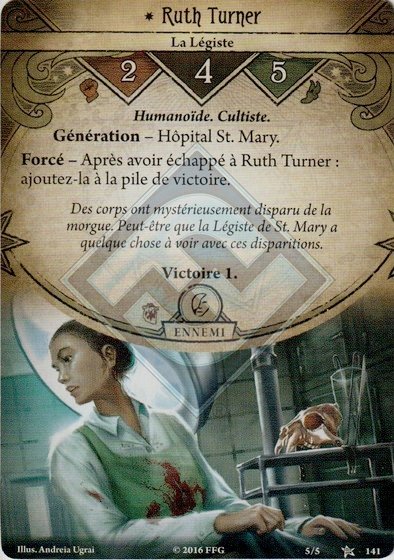 Ruth Turner
La Légiste
2 4 5
Humanoïde. Cultiste.
Génération – Hôpital St. Mary.
Forcé – Après avoir échappé à Ruth Turner :
ajoutez-la à la pile de victoire.
Des corps ont mystérieusement disparu de la
morgue. Peut-être que la Légiste de St. Mary a
quelque chose à voir avec ces disparitions.
Victoire 1.
ENNEMI
Illus. Andreia Ugrai © 2016 FFG 5/5 141